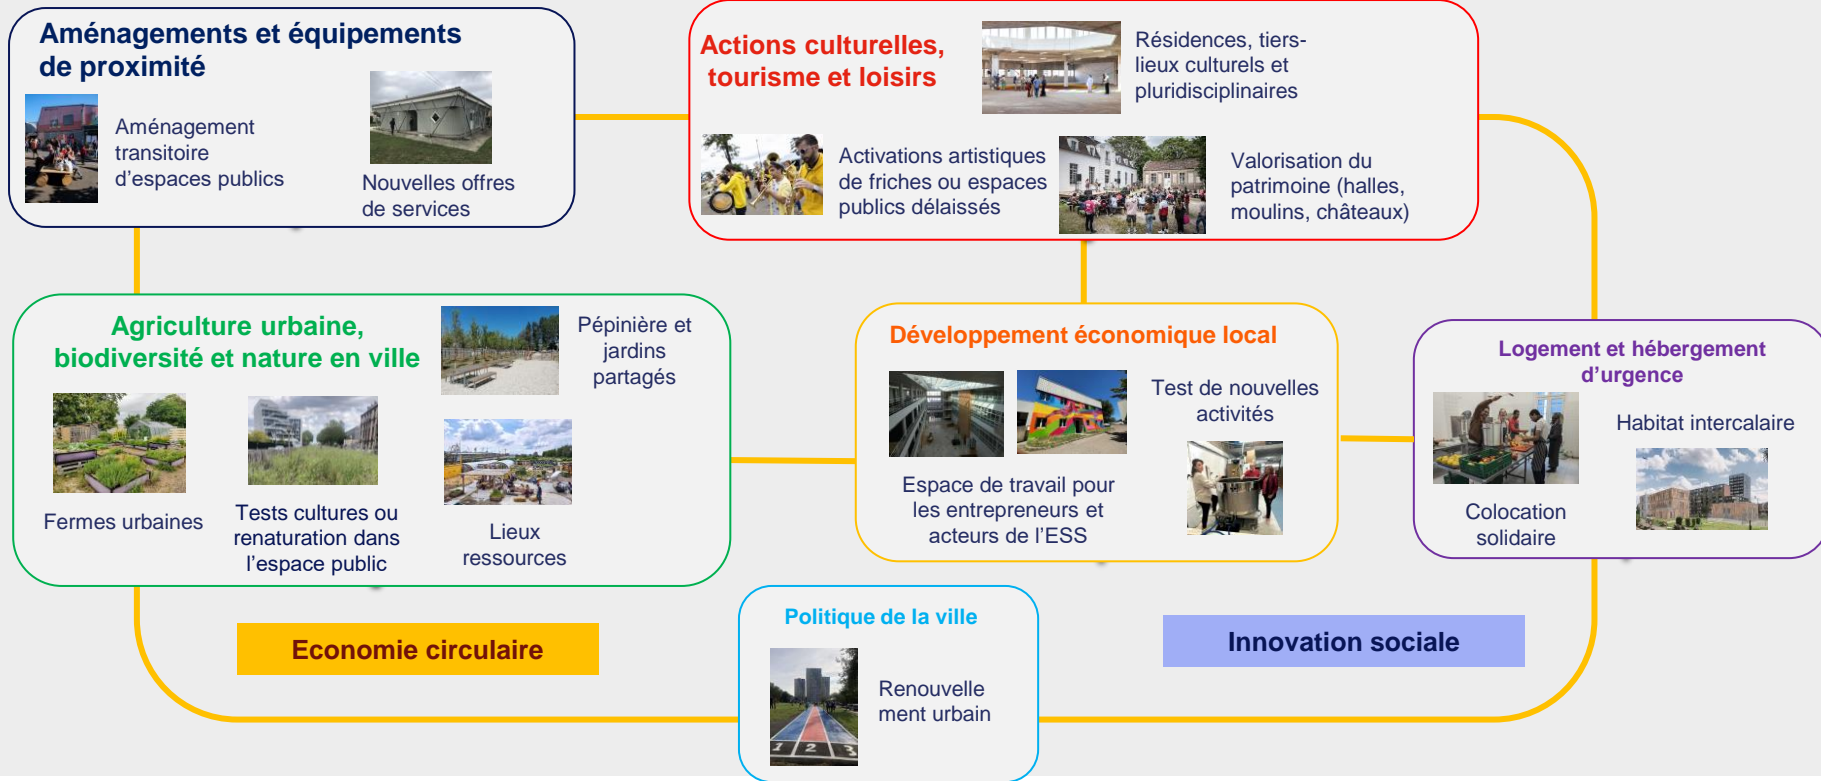 Aménagements et équipements
de proximité
Aménagement
transitoire
d'espaces publics
Nouvelles offres
de services
Actions culturelles,
tourisme et loisirs
Résidences, tiers-
lieux culturels et
pluridisciplinaires
Activations artistiques
de friches ou espaces
publics délaissés
Valorisation du
patrimoine (halles,
moulins, châteaux)
Agriculture urbaine,
biodiversité et nature en ville
Pépinière et
jardins
partagés
Fermes urbaines
Tests cultures ou
renaturation dans
l'espace public
Lieux
ressources
Développement économique local
Test de nouvelles
activités
Espace de travail pour
les entrepreneurs et
acteurs de l'ESS
Logement et hébergement
d'urgence
Habitat intercalaire
Colocation
solidaire
Economie circulaire
Politique de la ville
Renouvelle
ment urbain
1 2 3
Innovation sociale